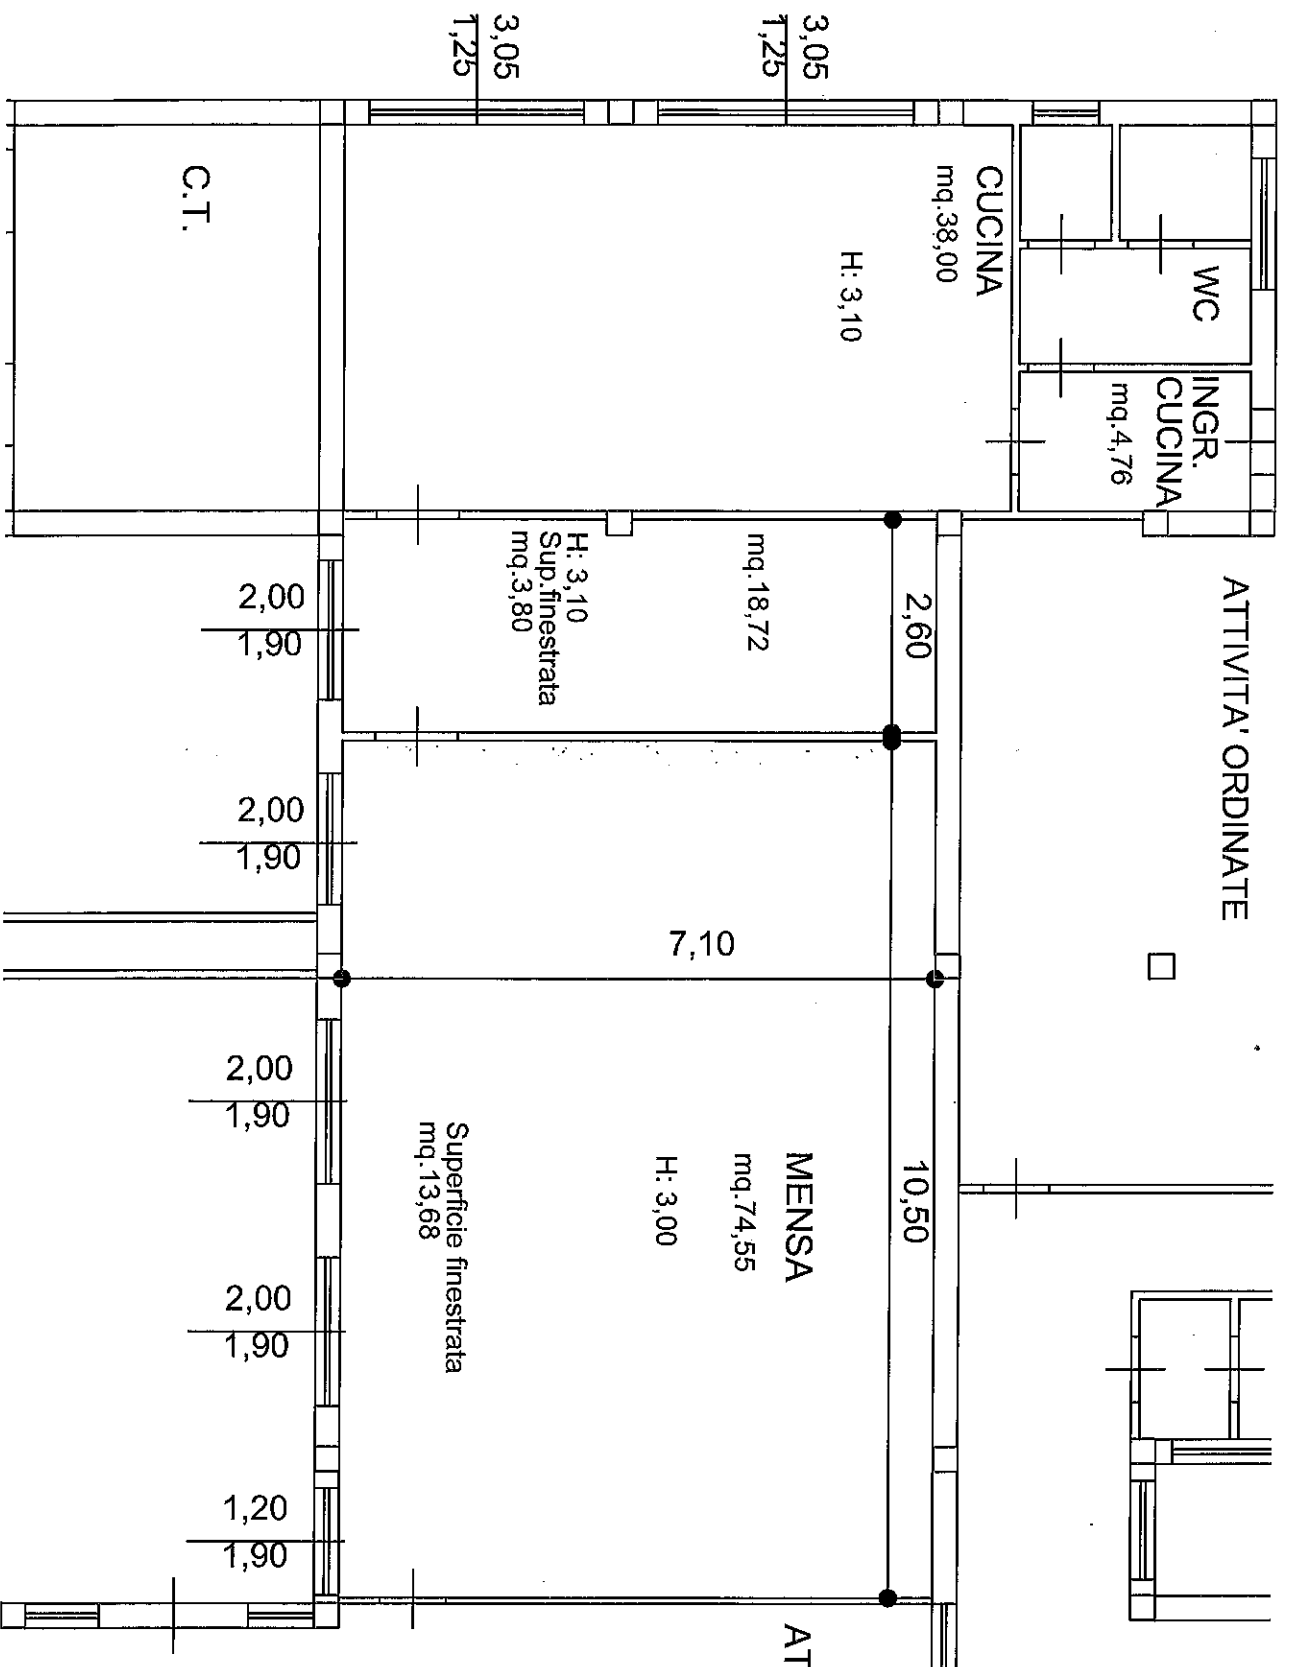 3,05
1,25
3,05
1,25
C.T.
CUCINA
mq.38,00
H: 3,10
WC
INGR.
CUCINA
mq.4,76
ATTIVITA' ORDINATE
2,60
mq.18,72
H: 3,10
Sup.finestrata
mq.3,80
2,00
1,90
2,00
1,90
7,10
10,50
MENSA
mq.74,55
H: 3,00
Superficie finestrata
mq.13,68
2,00
1,90
2,00
1,90
1,20
1,90
AT